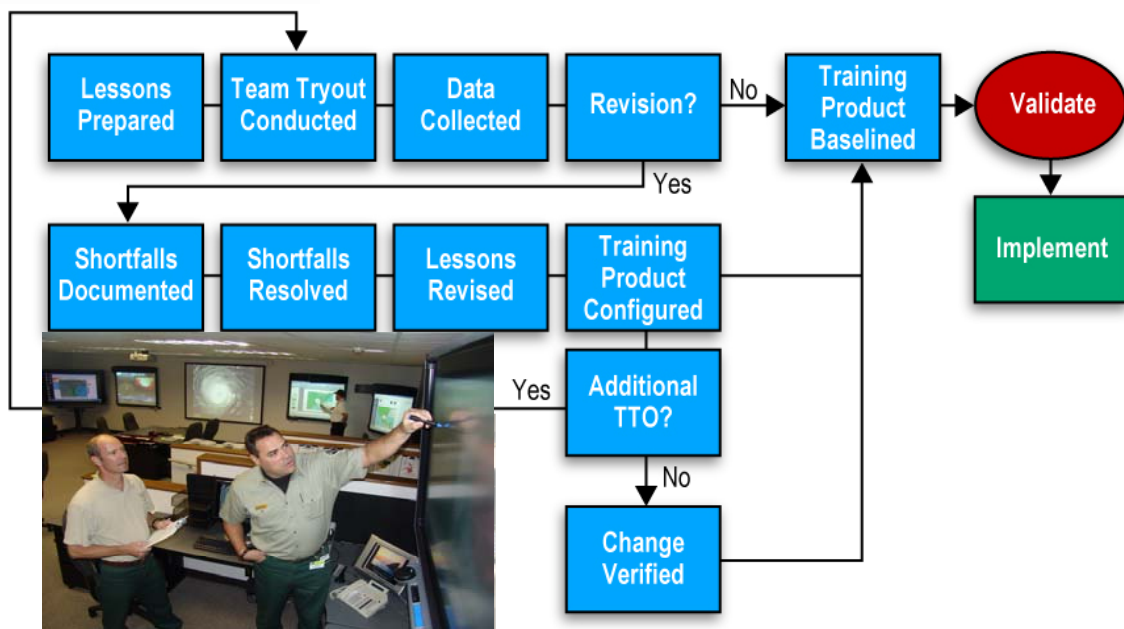 Lessons
Prepared
Team Tryout
Conducted
Data
Collected
Revision?
No
Training
Product
Baselined
Validate
Yes
Shortfalls
Documented
Shortfalls
Resolved
Lessons
Revised
Training
Product
Configured
Implement
Yes
Additional
TTO?
No
Change
Verified